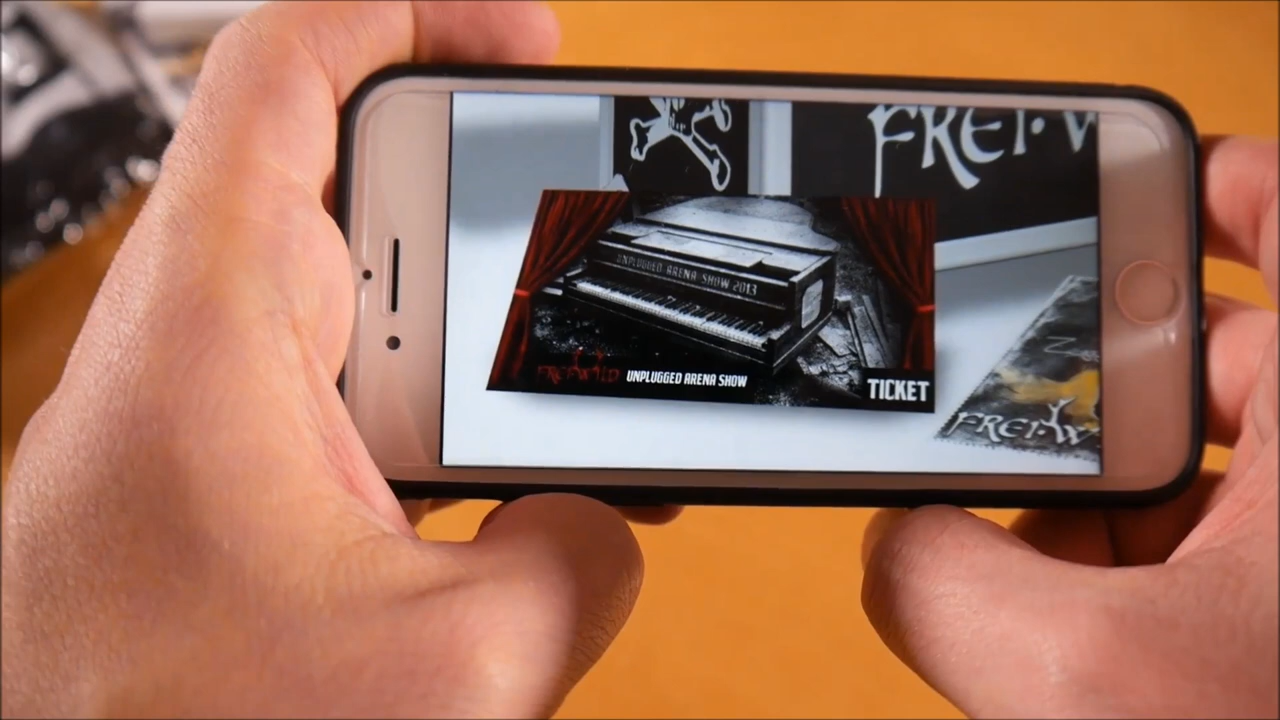 FREI.W
UNPLUGGED ARENA SHOW 2013
FREI.WILD
UNPLUGGED ARENA SHOW
TICKET
FREI.W